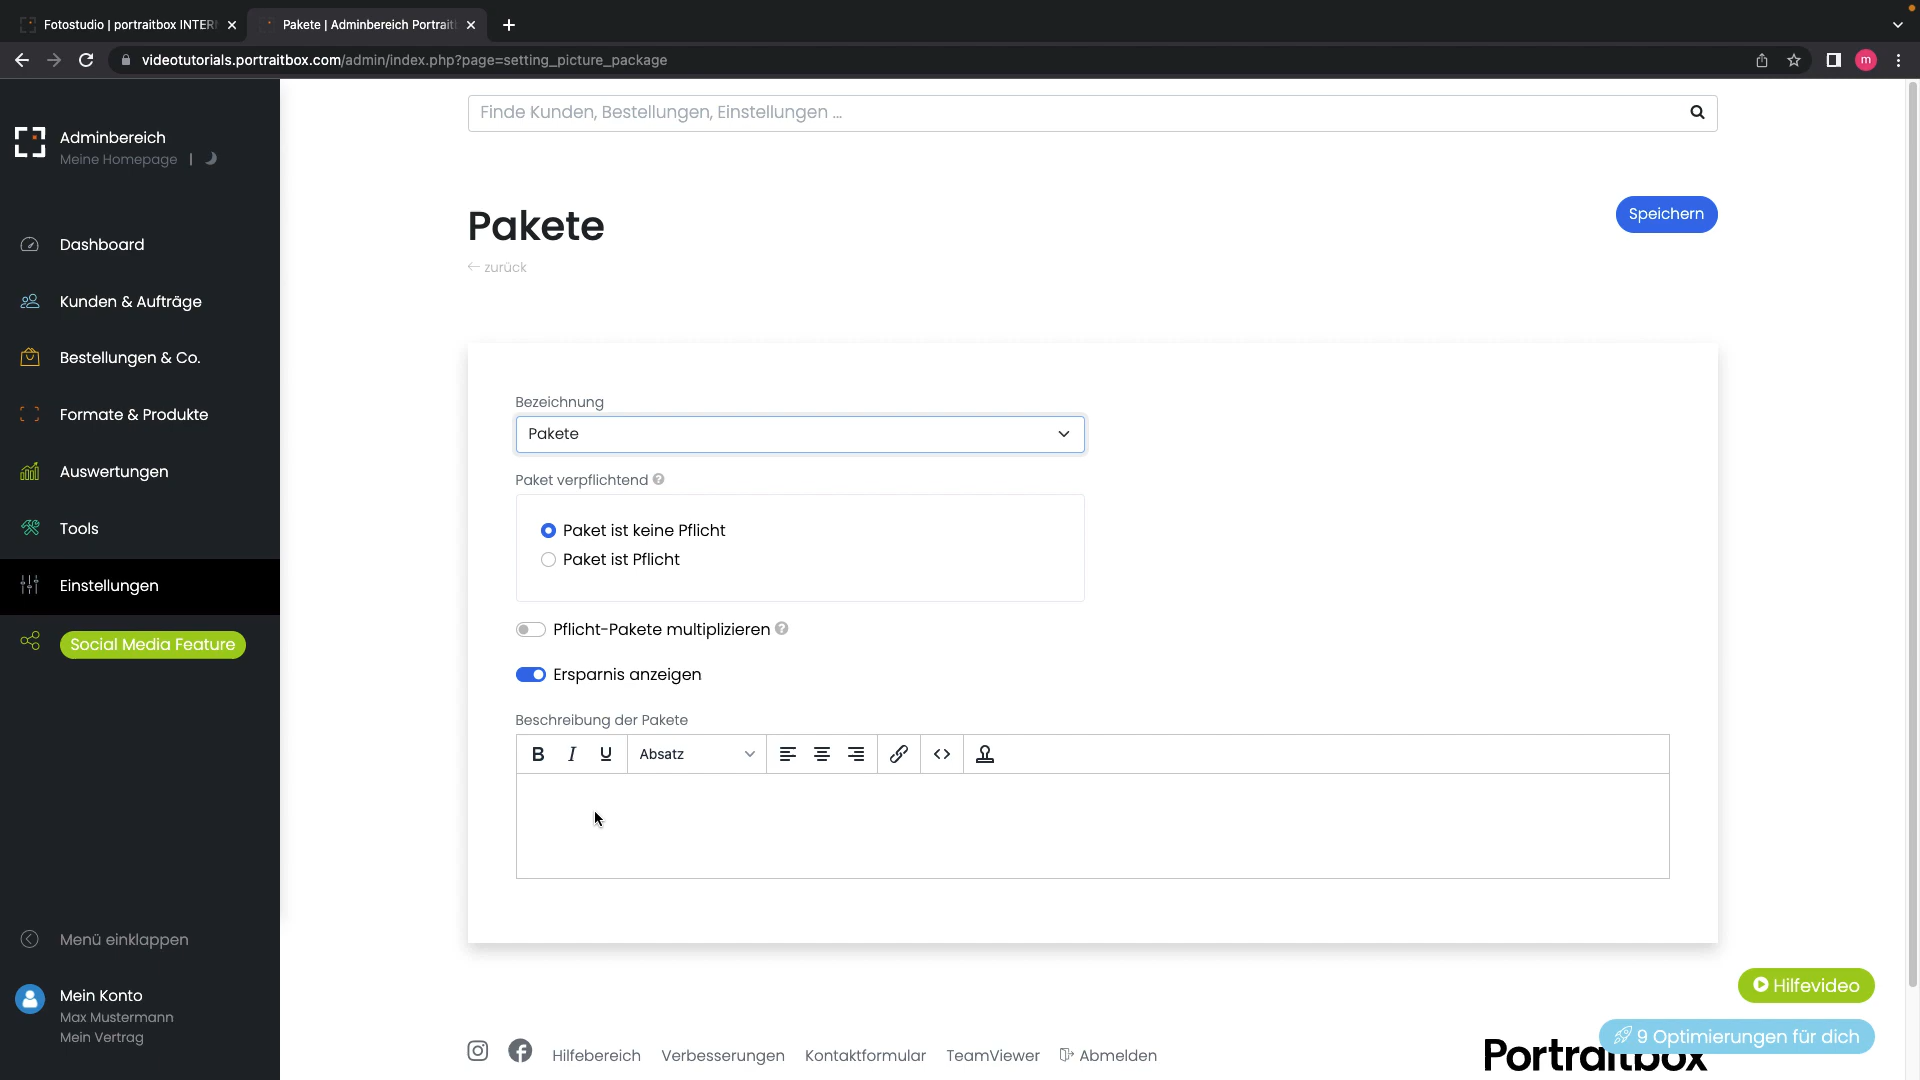 Fotostudio | portraitbox INTERN
Pakete | Adminbereich Portraitb
videotutorials.portraitbox.com/admin/index.php?page=setting_picture_package
m
Adminbereich
Meine Homepage |
Finde Kunden, Bestellungen, Einstellungen ...
Pakete
Speichern
← zurück
Dashboard
Kunden & Aufträge
Bestellungen & Co.
Formate & Produkte
Auswertungen
Tools
Einstellungen
Social Media Feature
Bezeichnung
Pakete
Paket verpflichtend ?
Paket ist keine Pflicht
Paket ist Pflicht
Pflicht-Pakete multiplizieren ?
Ersparnis anzeigen
Beschreibung der Pakete
B I U Absatz <>
Menü einklappen
Mein Konto
Max Mustermann
Mein Vertrag
Hilfevideo
9 Optimierungen für dich
Hilfebereich Verbesserungen Kontaktformular TeamViewer Abmelden
Portraitbox